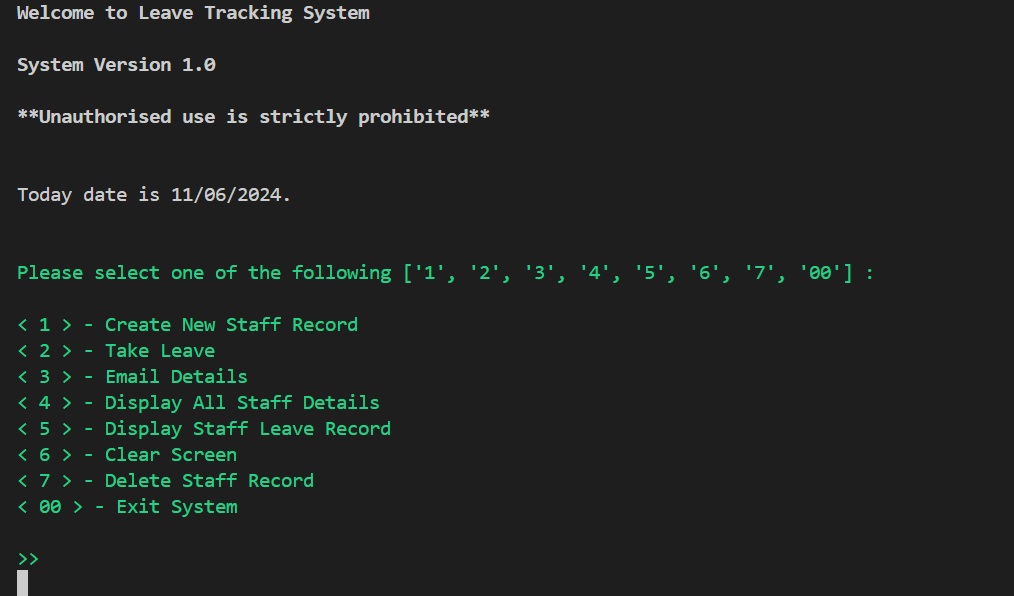 Welcome to Leave Tracking System
System Version 1.0
**Unauthorised use is strictly prohibited**
Today date is 11/06/2024.
Please select one of the following ['1', '2', '3', '4', '5', '6', '7', '00'] :
< 1 > - Create New Staff Record
< 2 > - Take Leave
< 3 > - Email Details
< 4 > - Display All Staff Details
< 5 > - Display Staff Leave Record
< 6 > - Clear Screen
< 7 > - Delete Staff Record
< 00 > - Exit System
>>